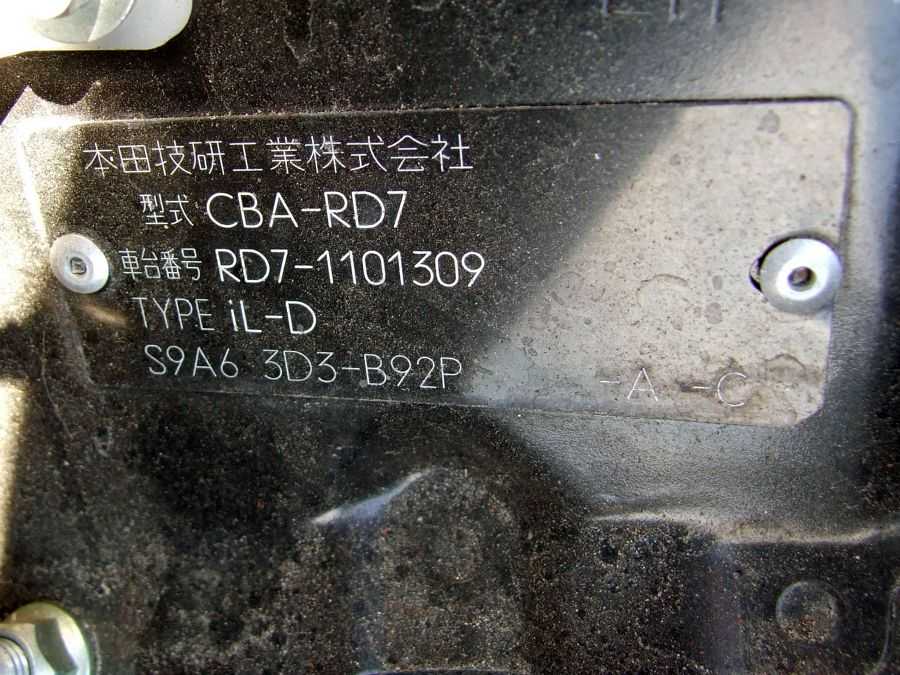 本田技研工業株式会社
型式 CBA-RD7
車台番号 RD7-1101309
TYPE iL-D
S9A6 3D3-B92P -A -C